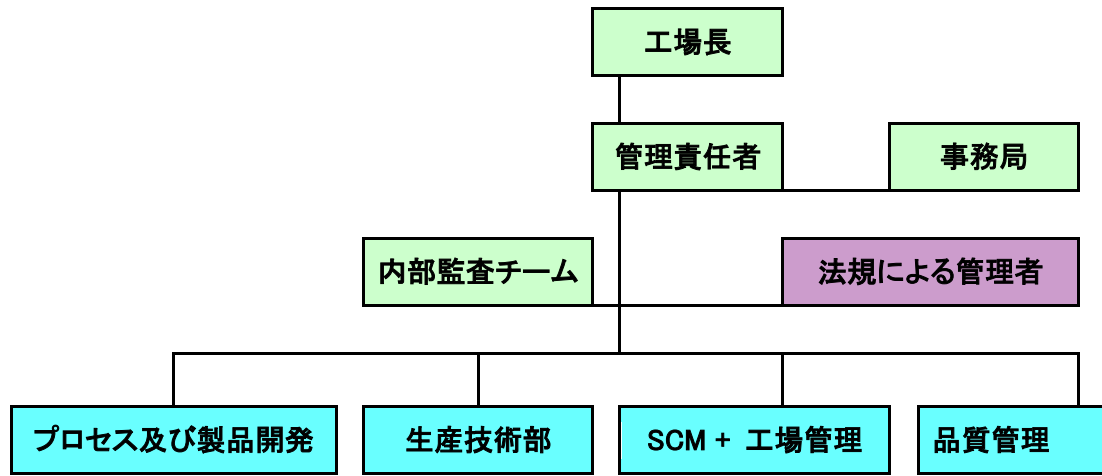 工場長
管理責任者
事務局
内部監査チーム
法規による管理者
プロセス及び製品開発
生産技術部
SCM + 工場管理
品質管理